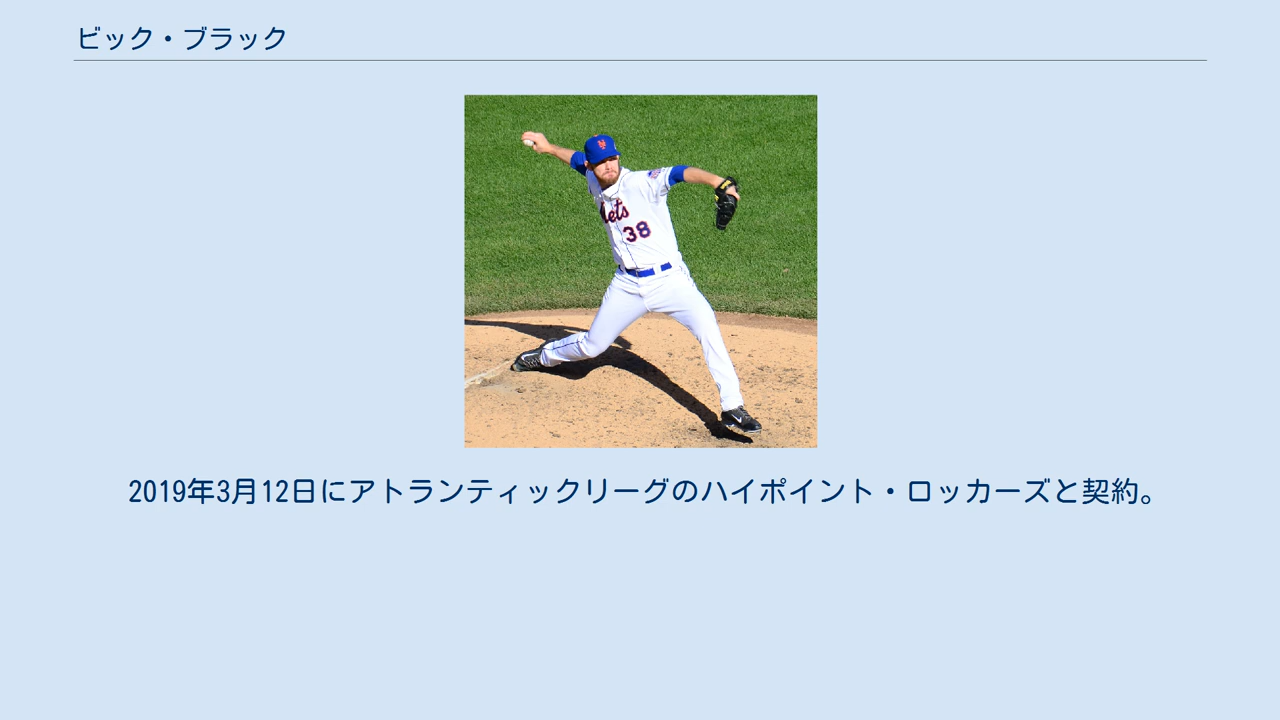 ビック・ブラック
Mets
38
2019年3月12日にアトランティックリーグのハイポイント・ロッカーズと契約。